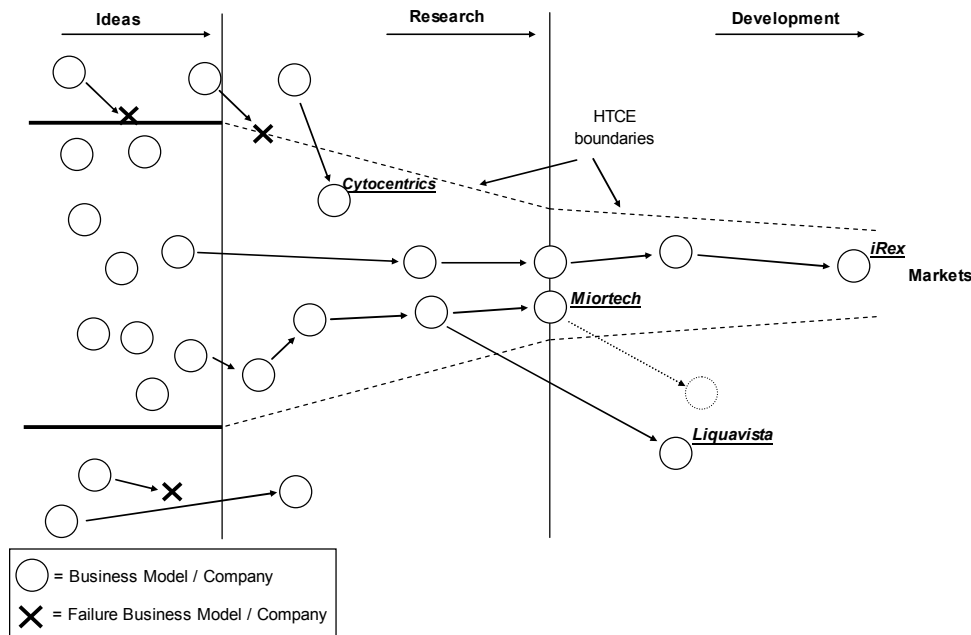 Ideas
Research
Development
HTCE
boundaries
Cytocentrics
iRex
Markets
Miortech
Liquavista
= Business Model / Company
= Failure Business Model / Company